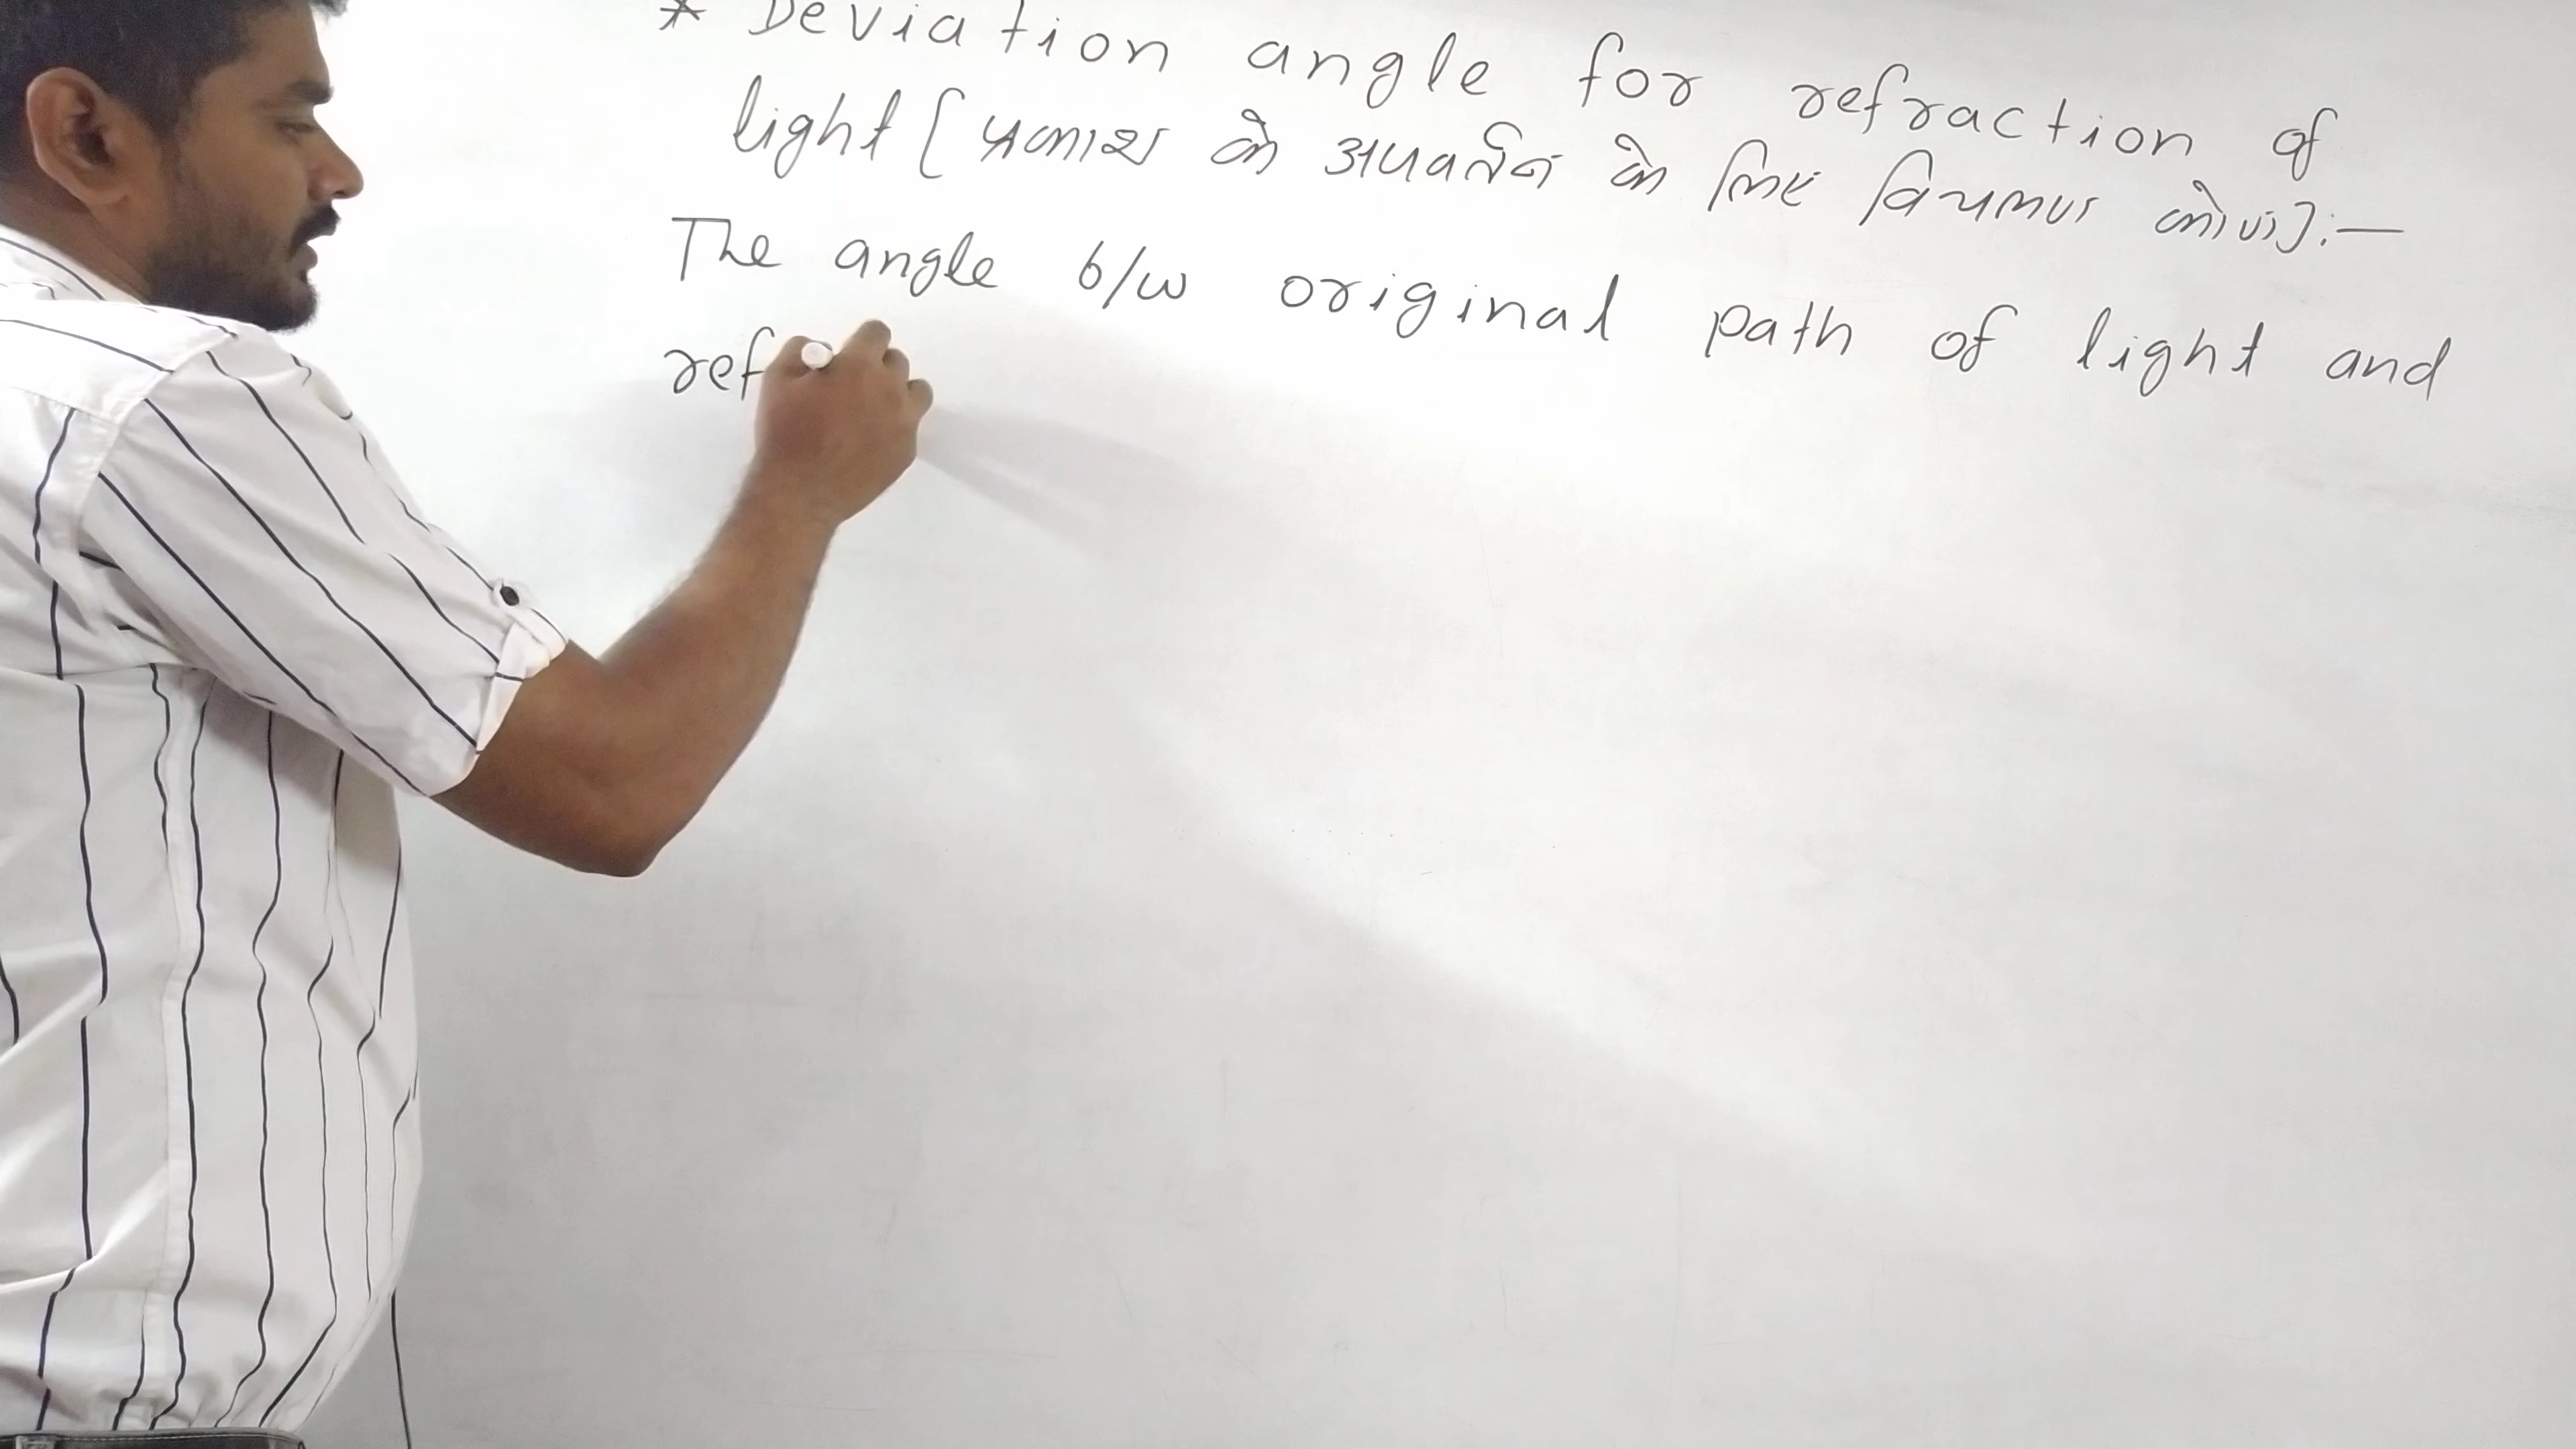 * Deviation angle for refraction of
light [ प्रकाश के अपवर्तन के लिए विचलन कोण ]:—
The angle b/w original path of light and
ref